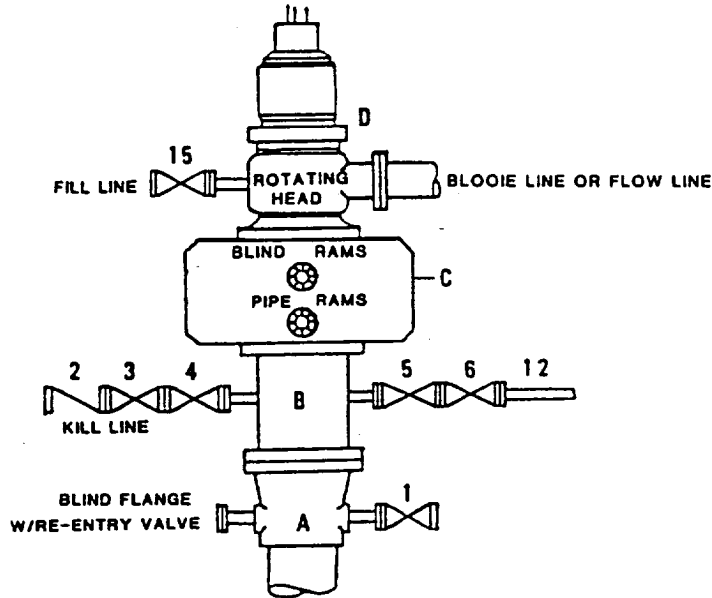 D
15
FILL LINE
ROTATING
HEAD
BLOOIE LINE OR FLOW LINE
BLIND RAMS
C
PIPE RAMS
2 3 4
5 6 12
B
KILL LINE
BLIND FLANGE
W/RE-ENTRY VALVE
A
1